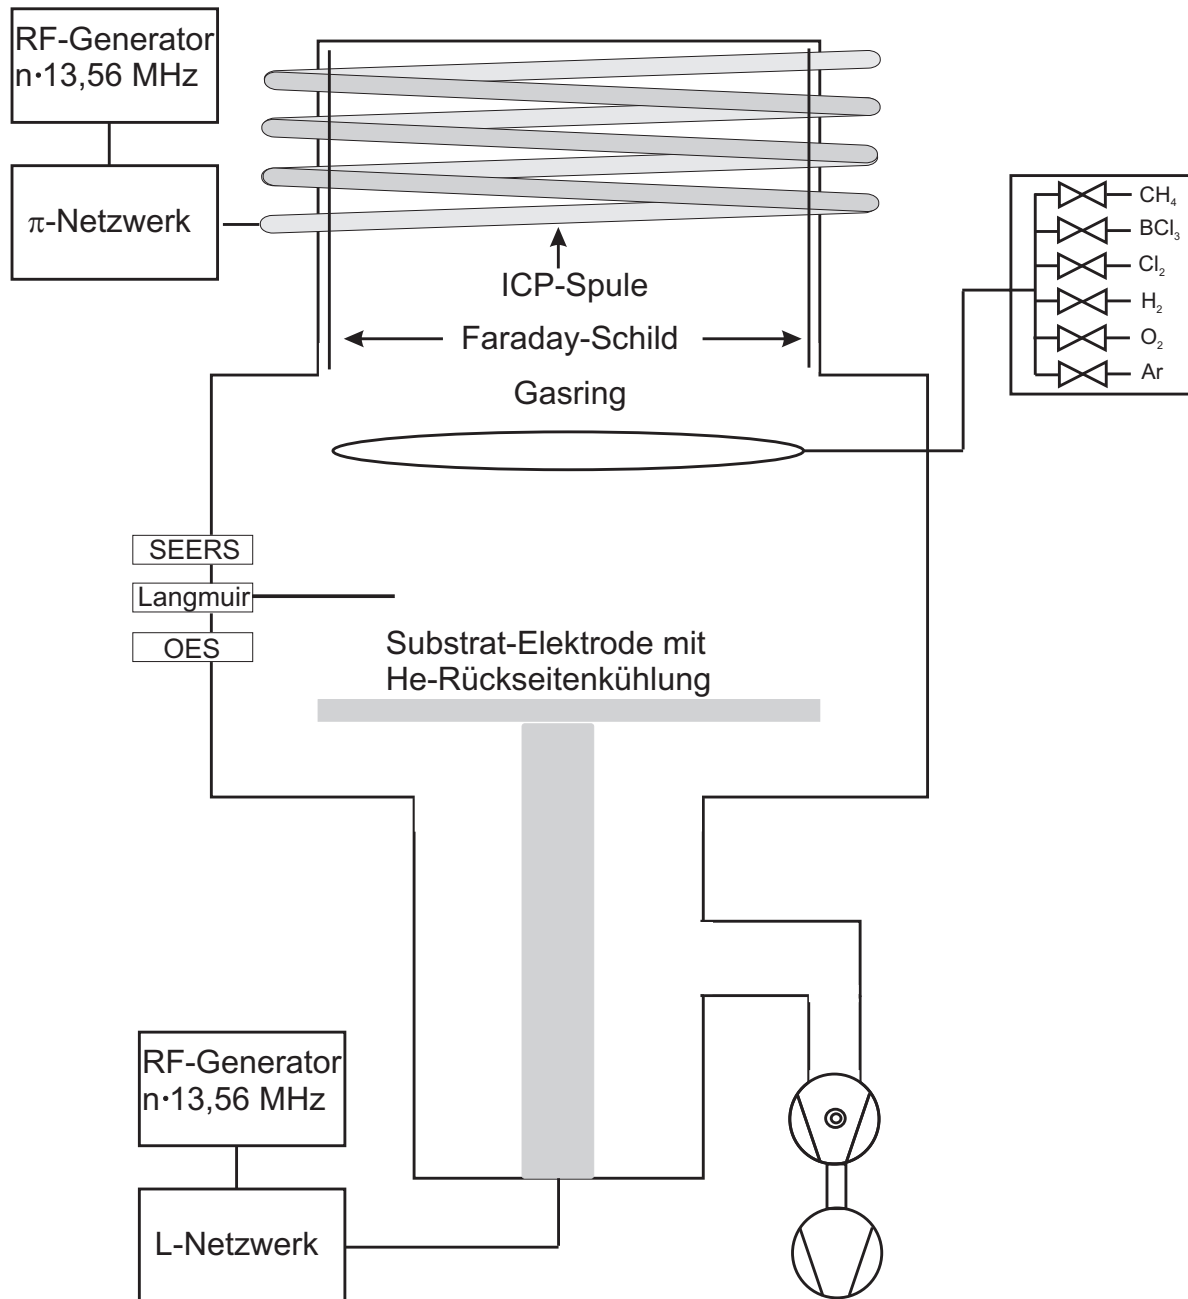 RF-Generator
n·13,56 MHz
π-Netzwerk
ICP-Spule
Faraday-Schild
Gasring
CH₄
BCl₃
Cl₂
H₂
O₂
Ar
SEERS
Langmuir
OES
Substrat-Elektrode mit
He-Rückseitenkühlung
RF-Generator
n·13,56 MHz
L-Netzwerk